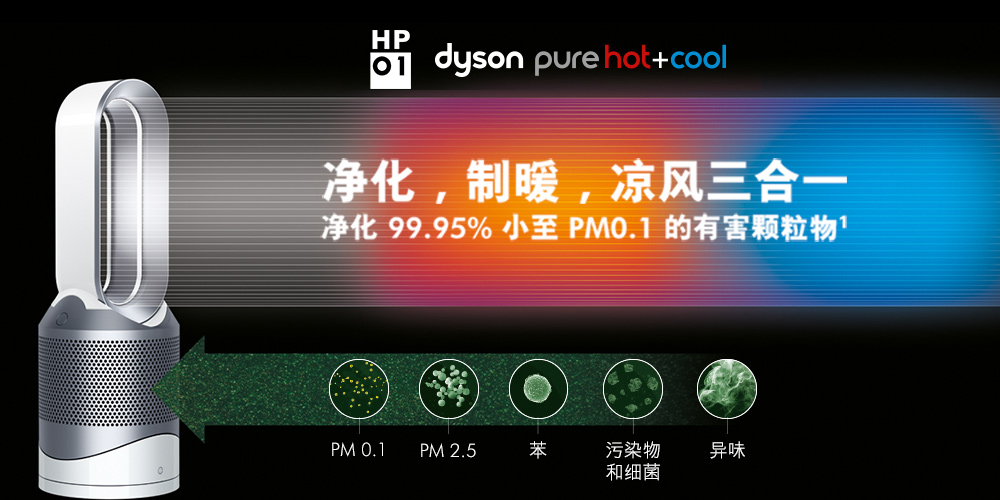 HP
01
dyson pure hot+cool
净化，制暖，凉风三合一
净化 99.95% 小至 PM0.1 的有害颗粒物¹
PM 0.1
PM 2.5
苯
污染物
和细菌
异味